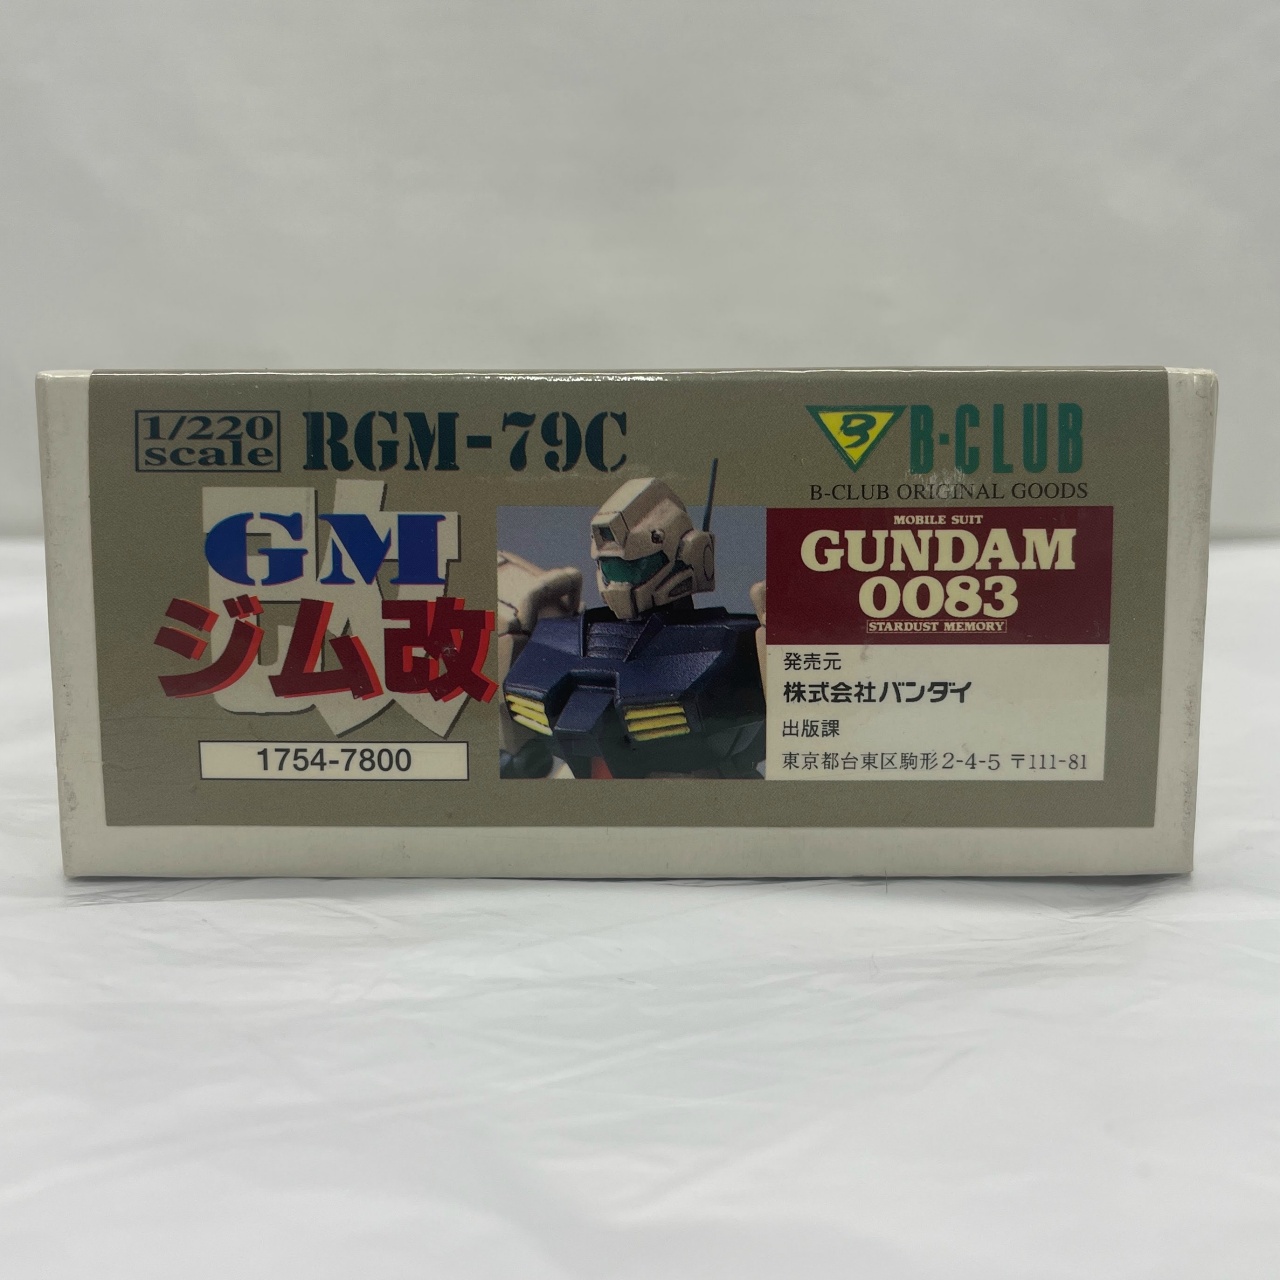 1/220
scale
RGM-79C
改
GM
ジム改
1754-7800
B
B-CLUB
B-CLUB ORIGINAL GOODS
MOBILE SUIT
GUNDAM
0083
STARDUST MEMORY
発売元
株式会社バンダイ
出版課
東京都台東区駒形2-4-5 〒111-81